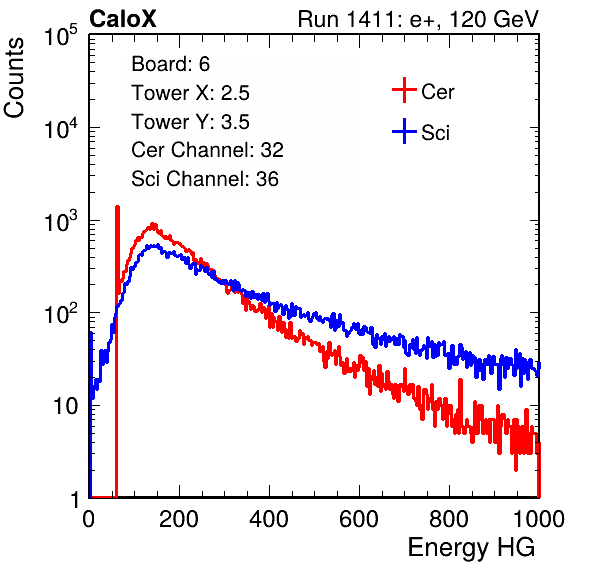 CaloX Run 1411: e+, 120 GeV
Counts
Board: 6
Tower X: 2.5
Tower Y: 3.5
Cer Channel: 32
Sci Channel: 36
Cer
Sci
10^5
10^4
10^3
10^2
10
1
0 200 400 600 800 1000
Energy HG